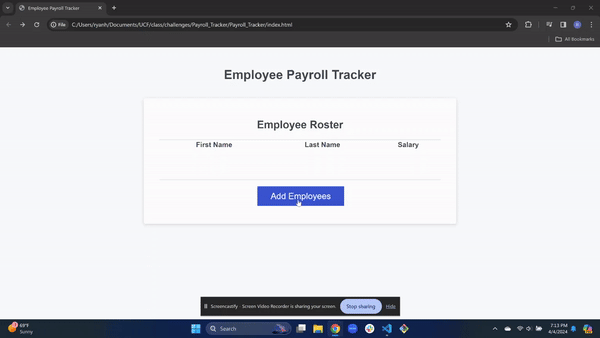 Employee Payroll Tracker
File C:/Users/ryanh/Documents/UCF/class/challenges/Payroll_Tracker/Payroll_Tracker/index.html
All Bookmarks
Employee Payroll Tracker
Employee Roster
First Name Last Name Salary
Add Employees
Screencastify - Screen Video Recorder is sharing your screen. Stop sharing Hide
69°F
Sunny
Search
7:13 PM
4/4/2024